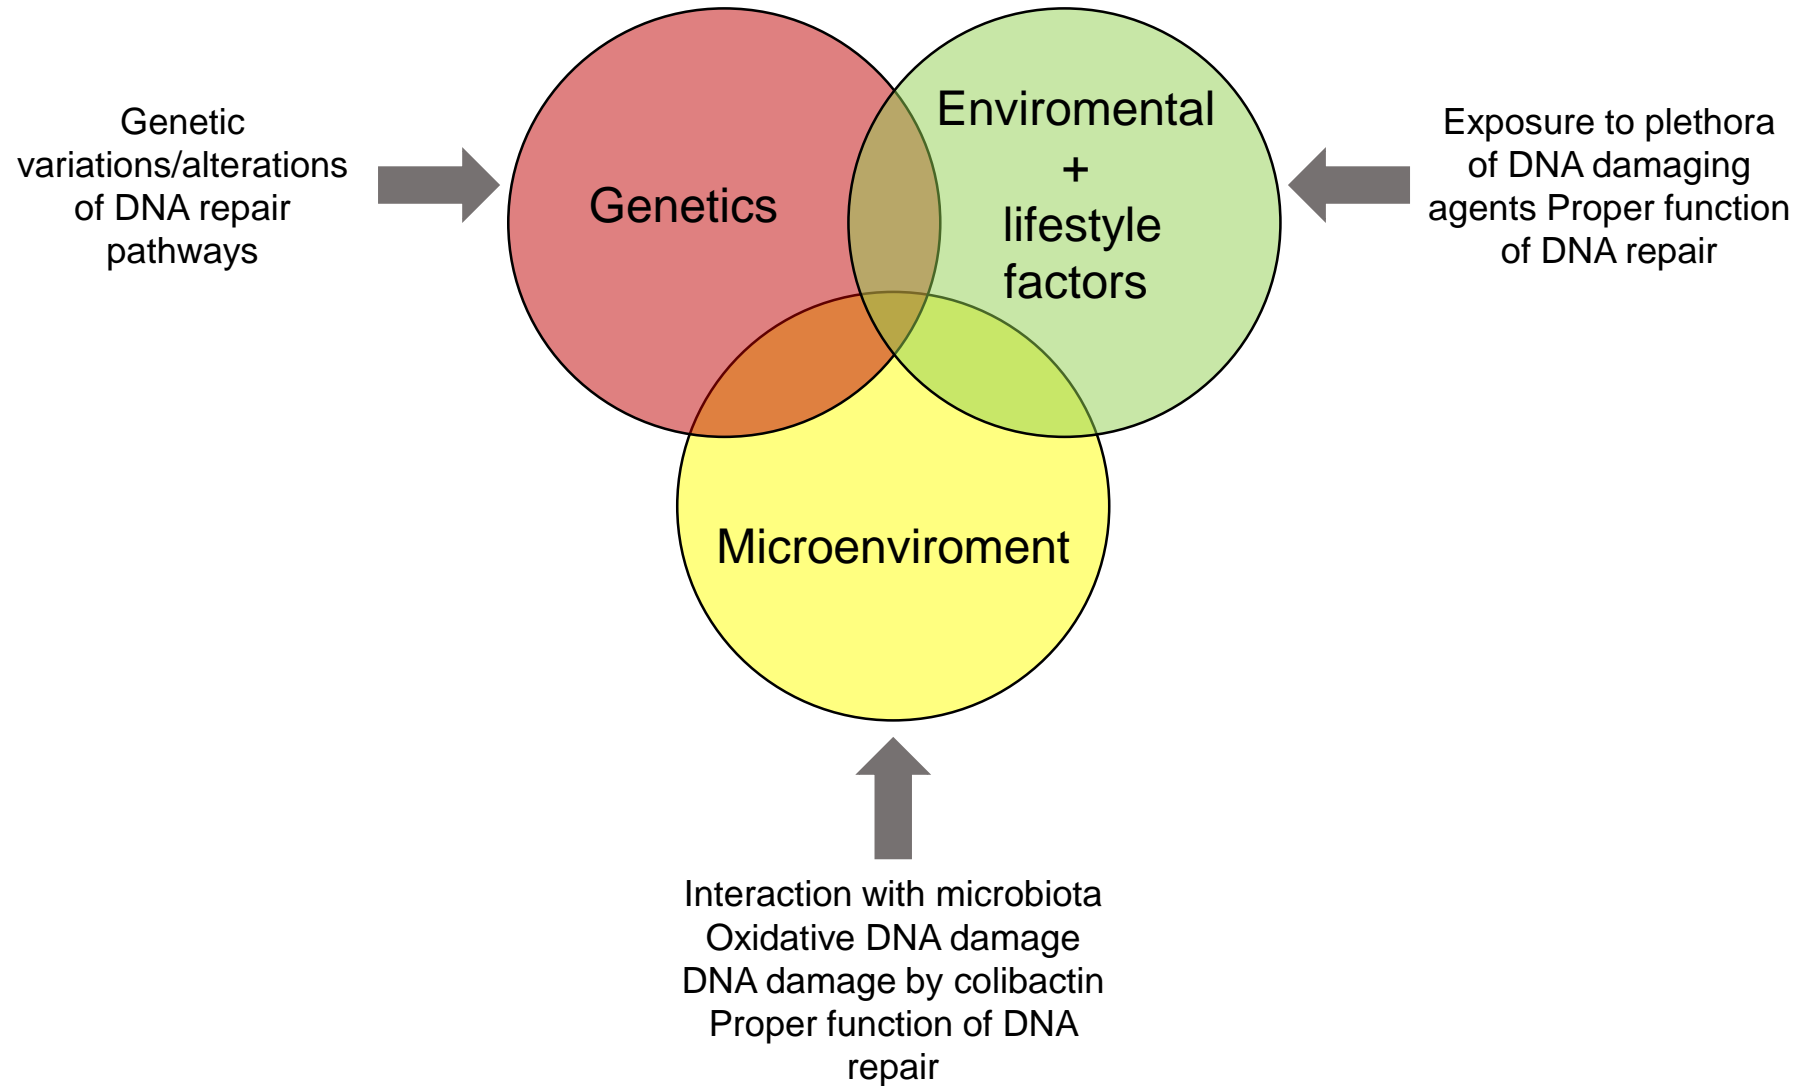 Genetic
variations/alterations
of DNA repair
pathways
Genetics
Enviromental
+
lifestyle
factors
Exposure to plethora
of DNA damaging
agents Proper function
of DNA repair
Microenviroment
Interaction with microbiota
Oxidative DNA damage
DNA damage by colibactin
Proper function of DNA
repair